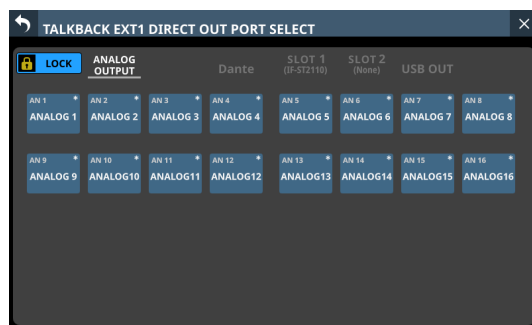 TALKBACK EXT1 DIRECT OUT PORT SELECT
LOCK
ANALOG
OUTPUT
Dante
SLOT 1
(IF-ST2110)
SLOT 2
(None)
USB OUT
AN 1 *
ANALOG 1
AN 2 *
ANALOG 2
AN 3 *
ANALOG 3
AN 4 *
ANALOG 4
AN 5 *
ANALOG 5
AN 6 *
ANALOG 6
AN 7 *
ANALOG 7
AN 8 *
ANALOG 8
AN 9 *
ANALOG 9
AN 10 *
ANALOG10
AN 11 *
ANALOG11
AN 12 *
ANALOG12
AN 13 *
ANALOG13
AN 14 *
ANALOG14
AN 15 *
ANALOG15
AN 16 *
ANALOG16